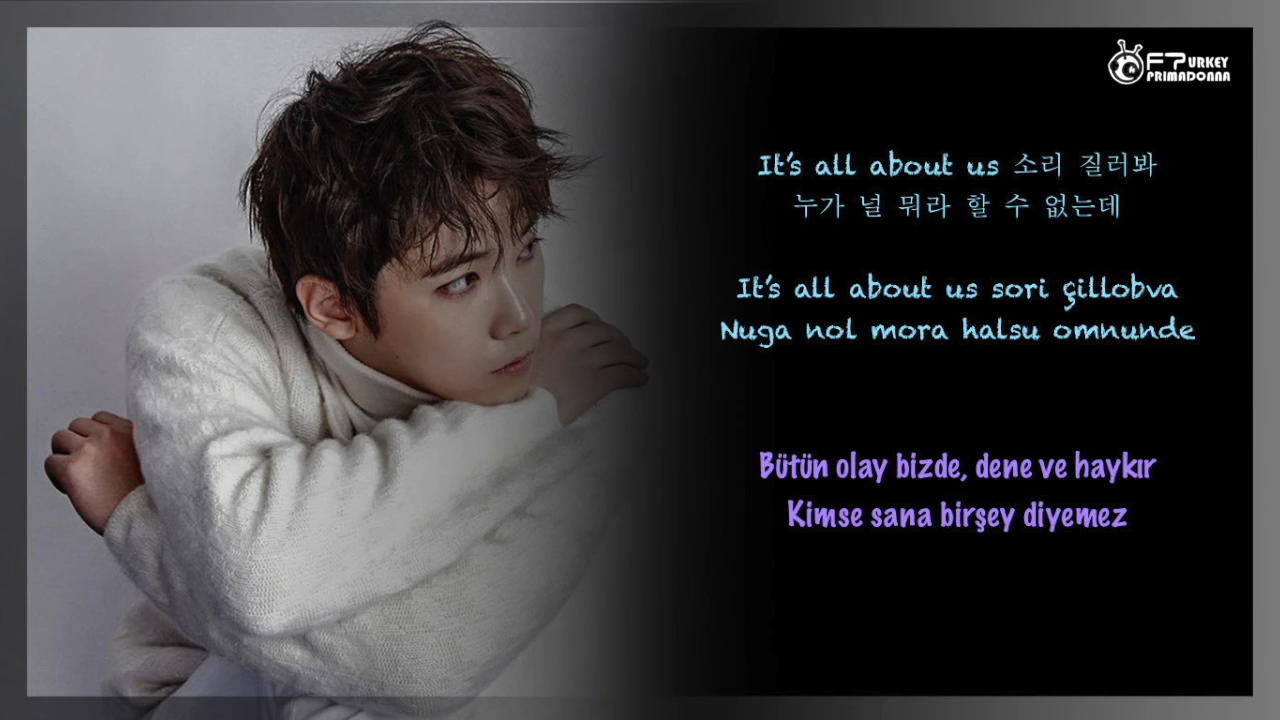 F7URKEY
PRIMADONNA
It's all about us 소리 질러봐
누가 널 뭐라 할 수 없는데
It's all about us sori çillobva
Nuga nol mora halsu omnunde
Bütün olay bizde, dene ve haykır
Kimse sana birşey diyemez